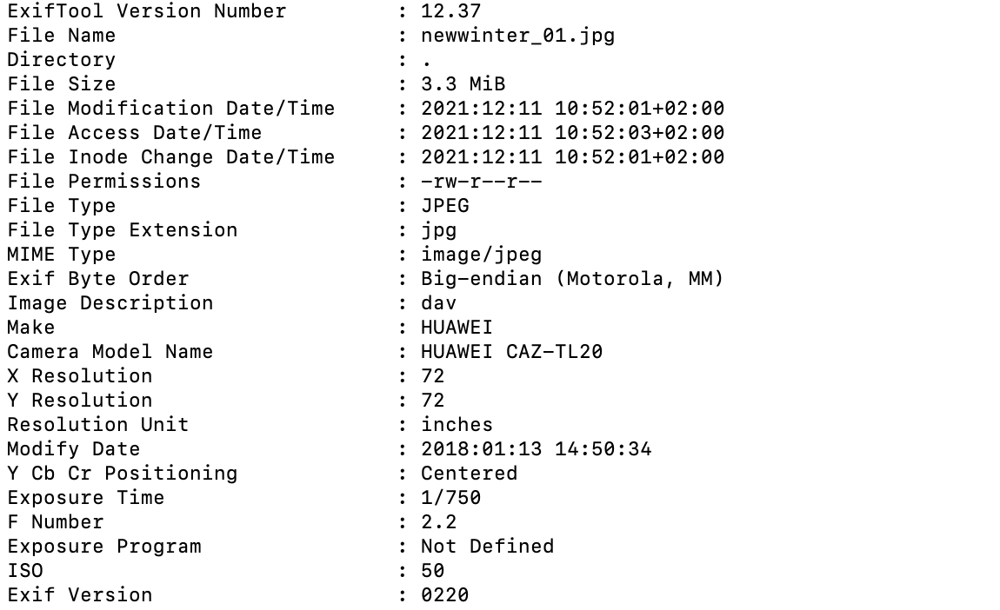 ExifTool Version Number : 12.37
File Name : newwinter_01.jpg
Directory : .
File Size : 3.3 MiB
File Modification Date/Time : 2021:12:11 10:52:01+02:00
File Access Date/Time : 2021:12:11 10:52:03+02:00
File Inode Change Date/Time : 2021:12:11 10:52:01+02:00
File Permissions : -rw-r--r--
File Type : JPEG
File Type Extension : jpg
MIME Type : image/jpeg
Exif Byte Order : Big-endian (Motorola, MM)
Image Description : dav
Make : HUAWEI
Camera Model Name : HUAWEI CAZ-TL20
X Resolution : 72
Y Resolution : 72
Resolution Unit : inches
Modify Date : 2018:01:13 14:50:34
Y Cb Cr Positioning : Centered
Exposure Time : 1/750
F Number : 2.2
Exposure Program : Not Defined
ISO : 50
Exif Version : 0220